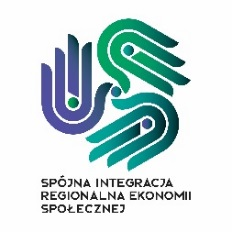 SPÓJNA INTEGRACJA
REGIONALNA EKONOMII
SPOŁECZNEJ